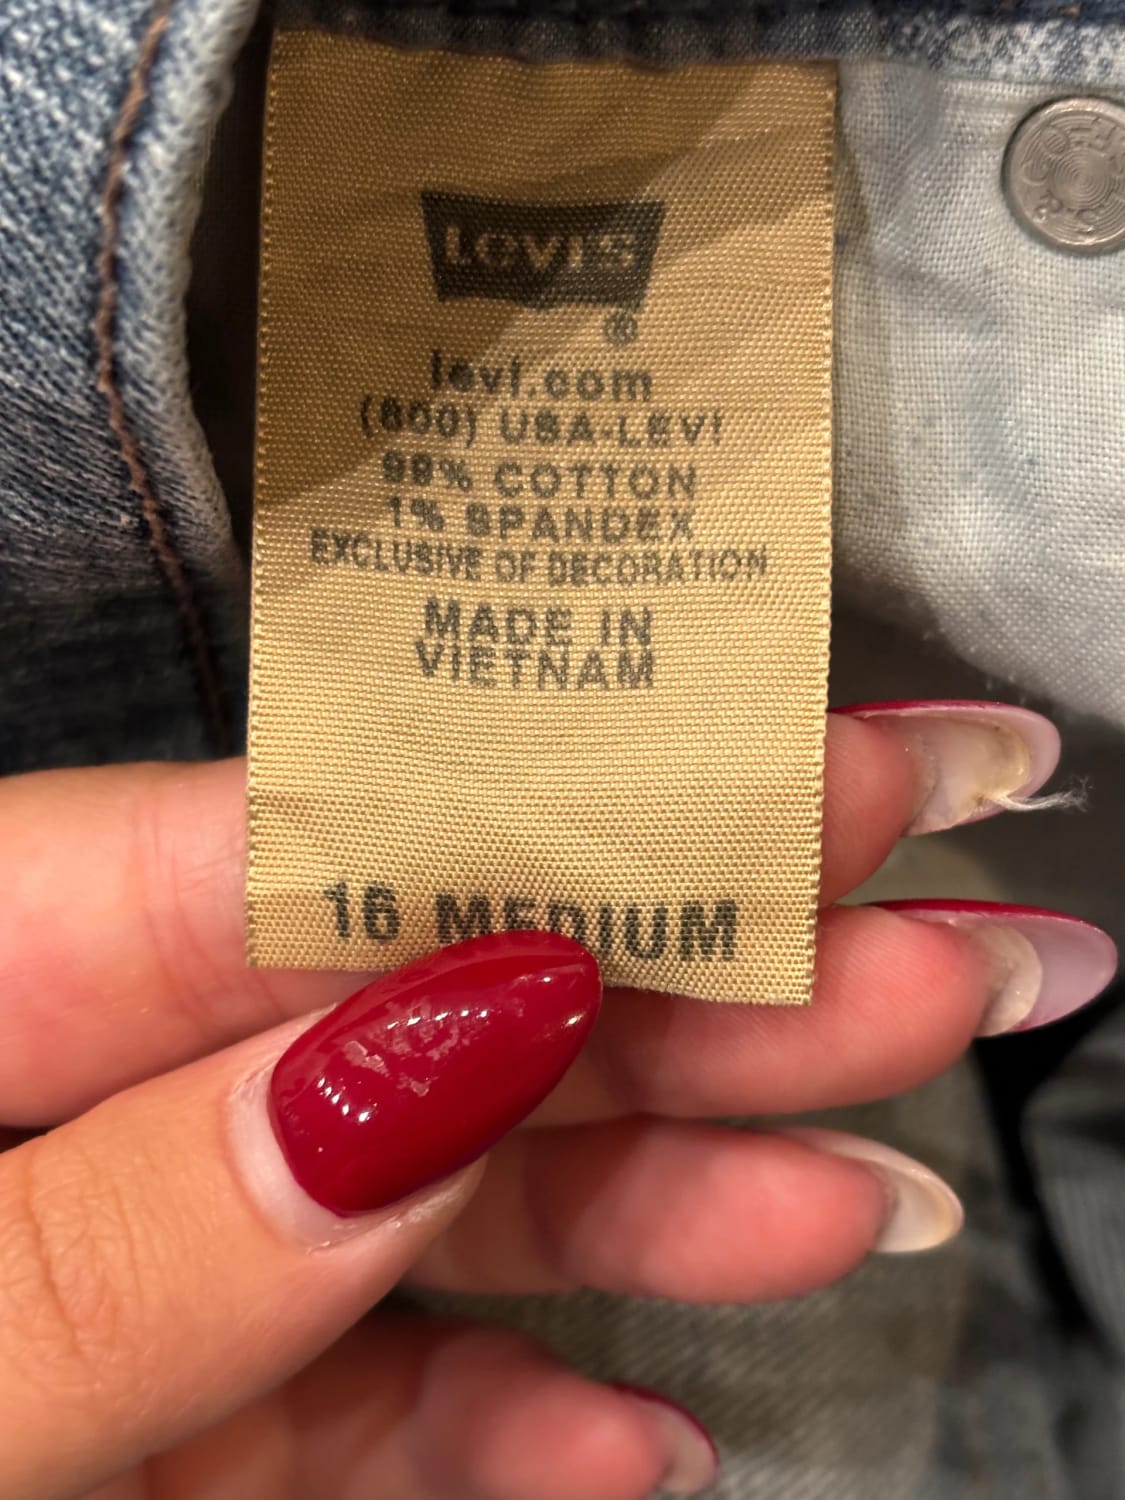 Levi's
®
levi.com
(800) USA-LEVI
99% COTTON
1% SPANDEX
EXCLUSIVE OF DECORATION
MADE IN
VIETNAM
16 MEDIUM